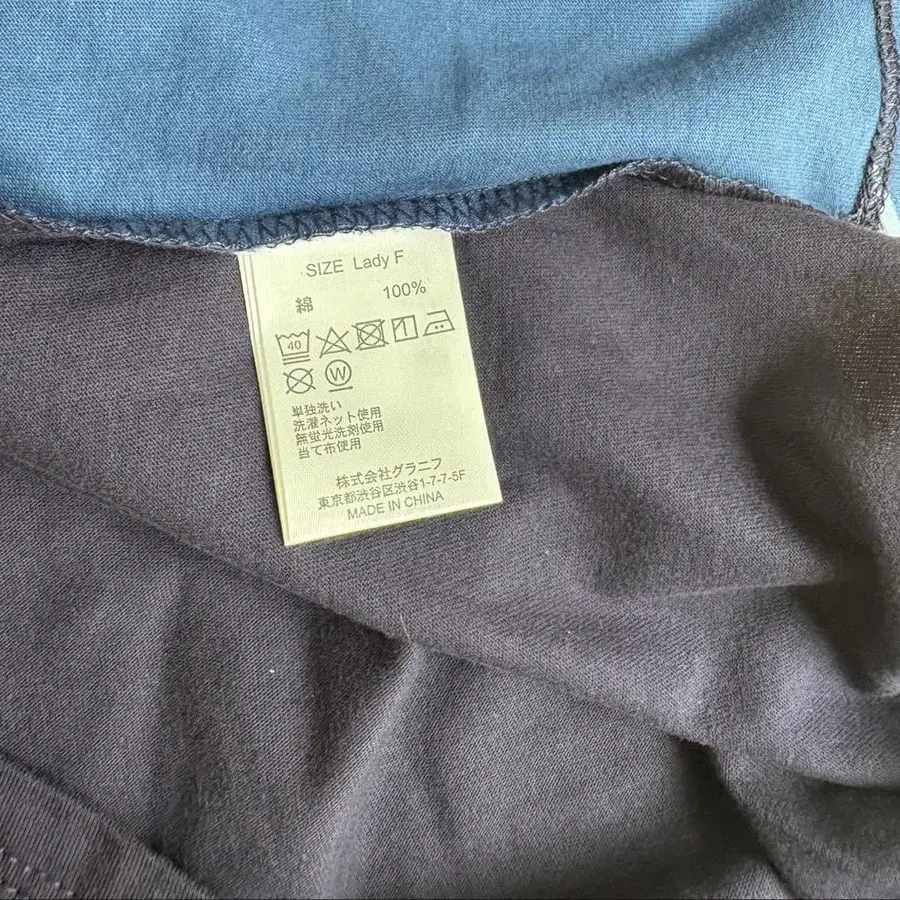 SIZE Lady F
綿 100%
40
W
単独洗い
洗濯ネット使用
無蛍光洗剤使用
当て布使用
株式会社グラニフ
東京都渋谷区渋谷1-7-7-5F
MADE IN CHINA